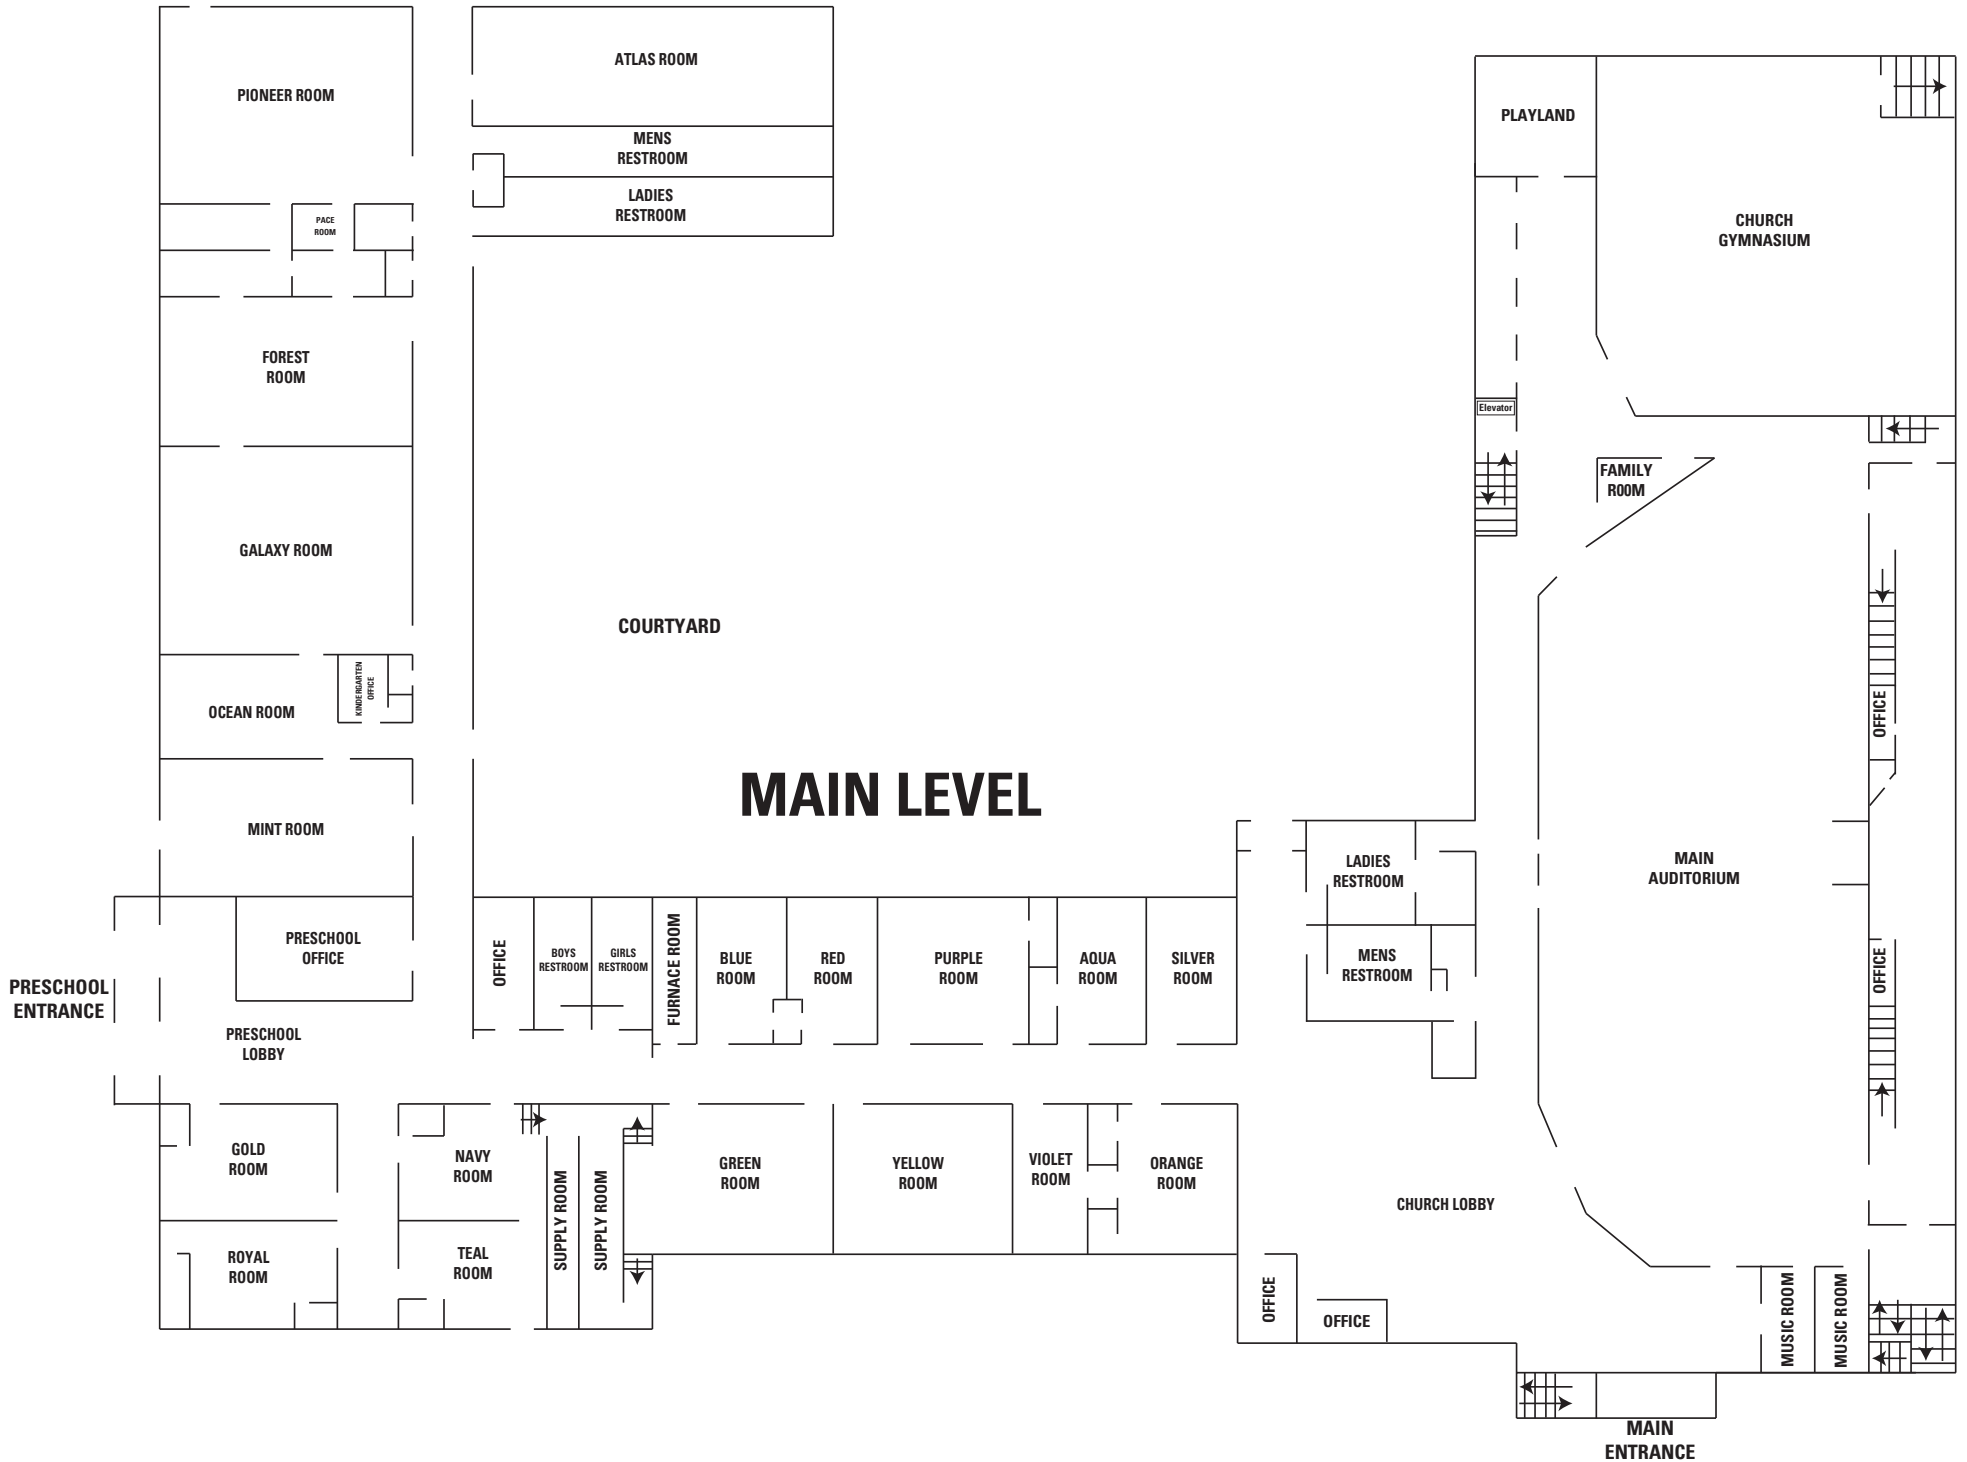 ATLAS ROOM
PIONEER ROOM
PLAYLAND
MENS
RESTROOM
LADIES
RESTROOM
PACE
ROOM
CHURCH
GYMNASIUM
FOREST
ROOM
Elevator
FAMILY
ROOM
GALAXY ROOM
COURTYARD
KINDERGARTEN
OFFICE
OCEAN ROOM
OFFICE
MAIN LEVEL
MINT ROOM
LADIES
RESTROOM
MAIN
AUDITORIUM
PRESCHOOL
OFFICE
OFFICE
BOYS
RESTROOM
GIRLS
RESTROOM
FURNACE ROOM
BLUE
ROOM
RED
ROOM
PURPLE
ROOM
AQUA
ROOM
SILVER
ROOM
MENS
RESTROOM
OFFICE
PRESCHOOL
ENTRANCE
PRESCHOOL
LOBBY
GOLD
ROOM
NAVY
ROOM
SUPPLY ROOM
SUPPLY ROOM
GREEN
ROOM
YELLOW
ROOM
VIOLET
ROOM
ORANGE
ROOM
CHURCH LOBBY
ROYAL
ROOM
TEAL
ROOM
OFFICE
OFFICE
MUSIC ROOM
MUSIC ROOM
MAIN
ENTRANCE